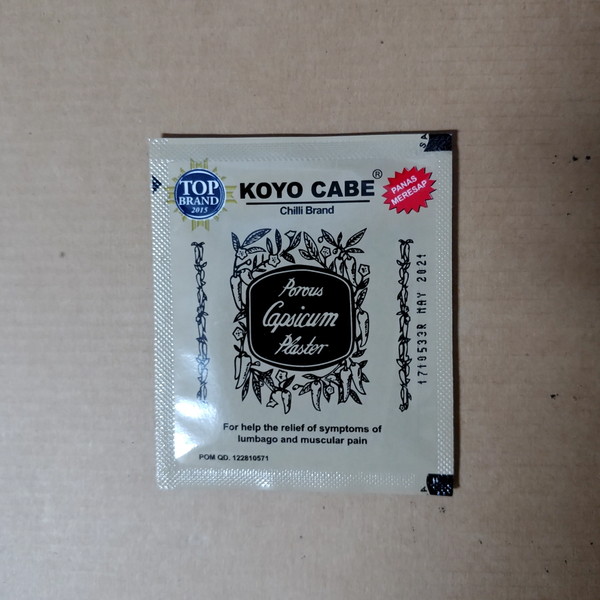 TOP
BRAND
2015
KOYO CABE®
Chilli Brand
PANAS
MERESAP
Porous
Capsicum
Plaster
1710533R MAY 2021
For help the relief of symptoms of
lumbago and muscular pain
POM QD. 122810571